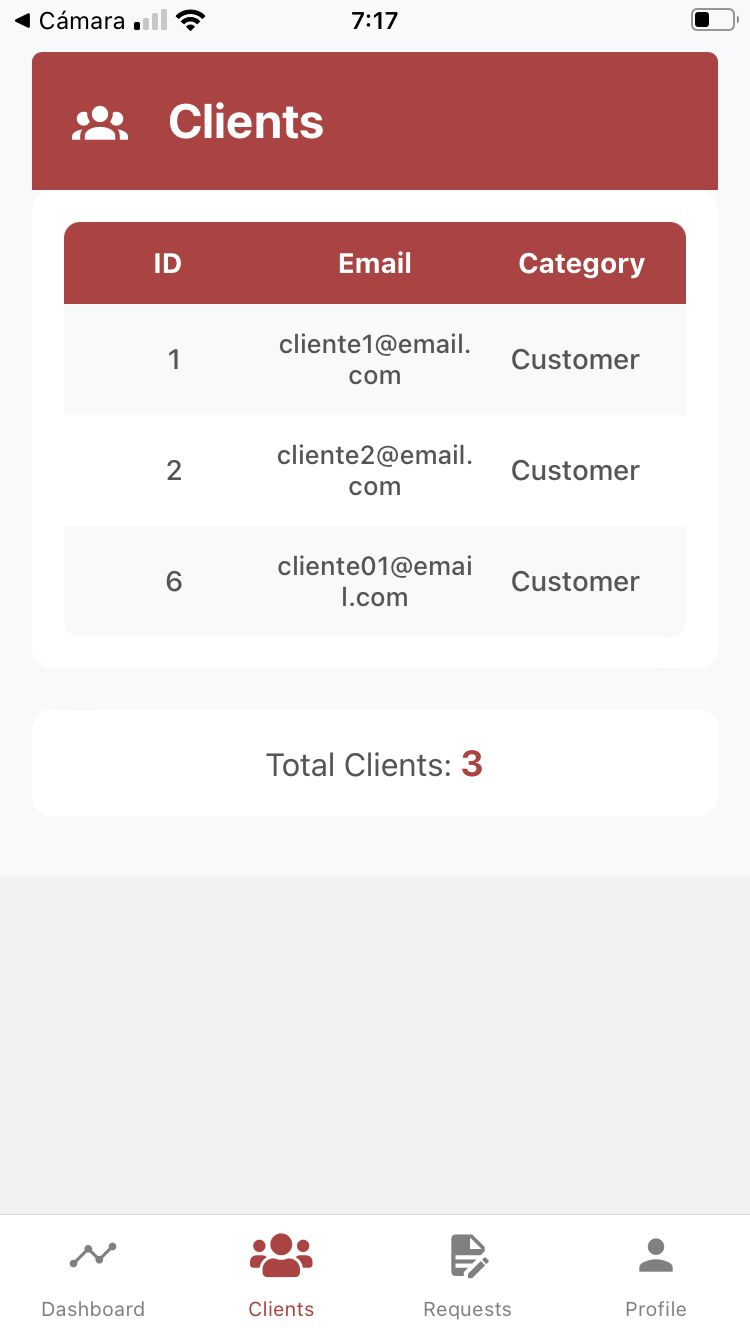 Cámara 7:17
Clients
ID Email Category
1 cliente1@email.
com Customer
2 cliente2@email.
com Customer
6 cliente01@emai
l.com Customer
Total Clients: 3
Dashboard Clients Requests Profile